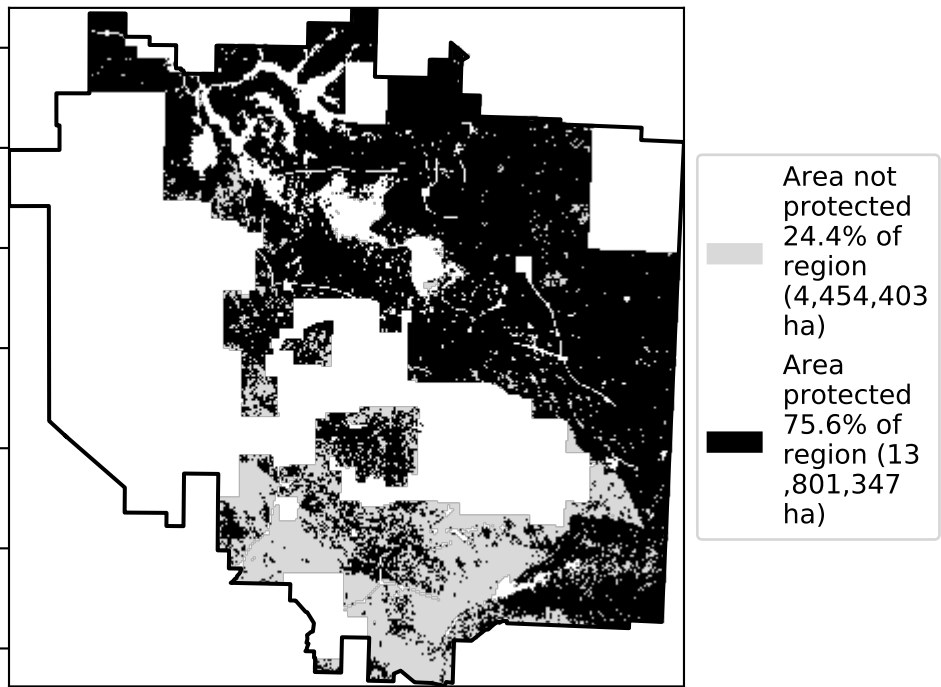 Area not
protected
24.4% of
region
(4,454,403
ha)
Area
protected
75.6% of
region (13
,801,347
ha)